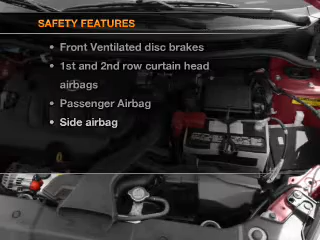 SAFETY FEATURES
• Front Ventilated disc brakes
• 1st and 2nd row curtain head
airbags
• Passenger Airbag
• Side airbag